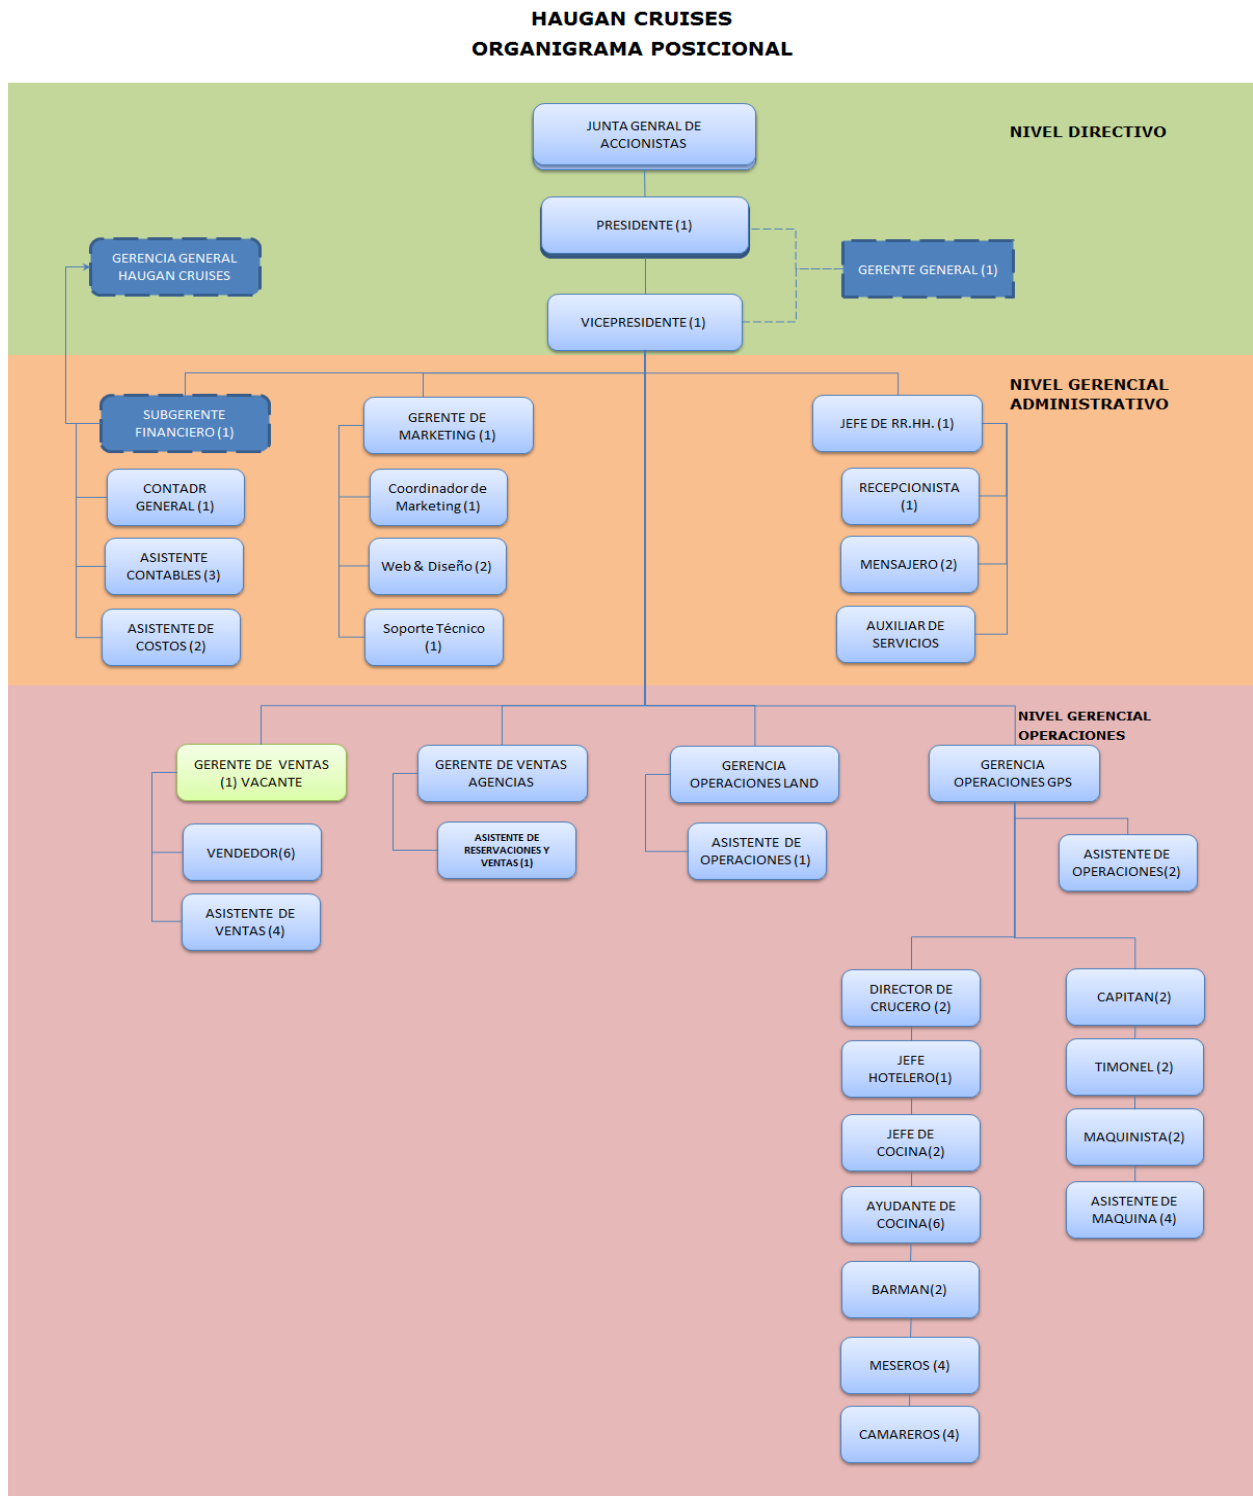 HAUGAN CRUISES
ORGANIGRAMA POSICIONAL
JUNTA GENRAL DE
ACCIONISTAS
NIVEL DIRECTIVO
PRESIDENTE (1)
GERENCIA GENERAL
HAUGAN CRUISES
GERENTE GENERAL (1)
VICEPRESIDENTE (1)
NIVEL GERENCIAL
ADMINISTRATIVO
SUBGERENTE
FINANCIERO (1)
GERENTE DE
MARKETING (1)
JEFE DE RR.HH. (1)
CONTADR
GENERAL (1)
Coordinador de
Marketing (1)
RECEPCIONISTA
(1)
ASISTENTE
CONTABLES (3)
Web & Diseño (2)
MENSAJERO (2)
ASISTENTE DE
COSTOS (2)
Soporte Técnico
(1)
AUXILIAR DE
SERVICIOS
NIVEL GERENCIAL
OPERACIONES
GERENTE DE VENTAS
(1) VACANTE
GERENTE DE VENTAS
AGENCIAS
GERENCIA
OPERACIONES LAND
GERENCIA
OPERACIONES GPS
VENDEDOR(6)
ASISTENTE DE
RESERVACIONES Y
VENTAS (1)
ASISTENTE DE
OPERACIONES (1)
ASISTENTE DE
OPERACIONES(2)
ASISTENTE DE
VENTAS (4)
DIRECTOR DE
CRUCERO (2)
CAPITAN(2)
JEFE
HOTELERO(1)
TIMONEL (2)
JEFE DE
COCINA(2)
MAQUINISTA(2)
AYUDANTE DE
COCINA(6)
ASISTENTE DE
MAQUINA (4)
BARMAN(2)
MESEROS (4)
CAMAREROS (4)